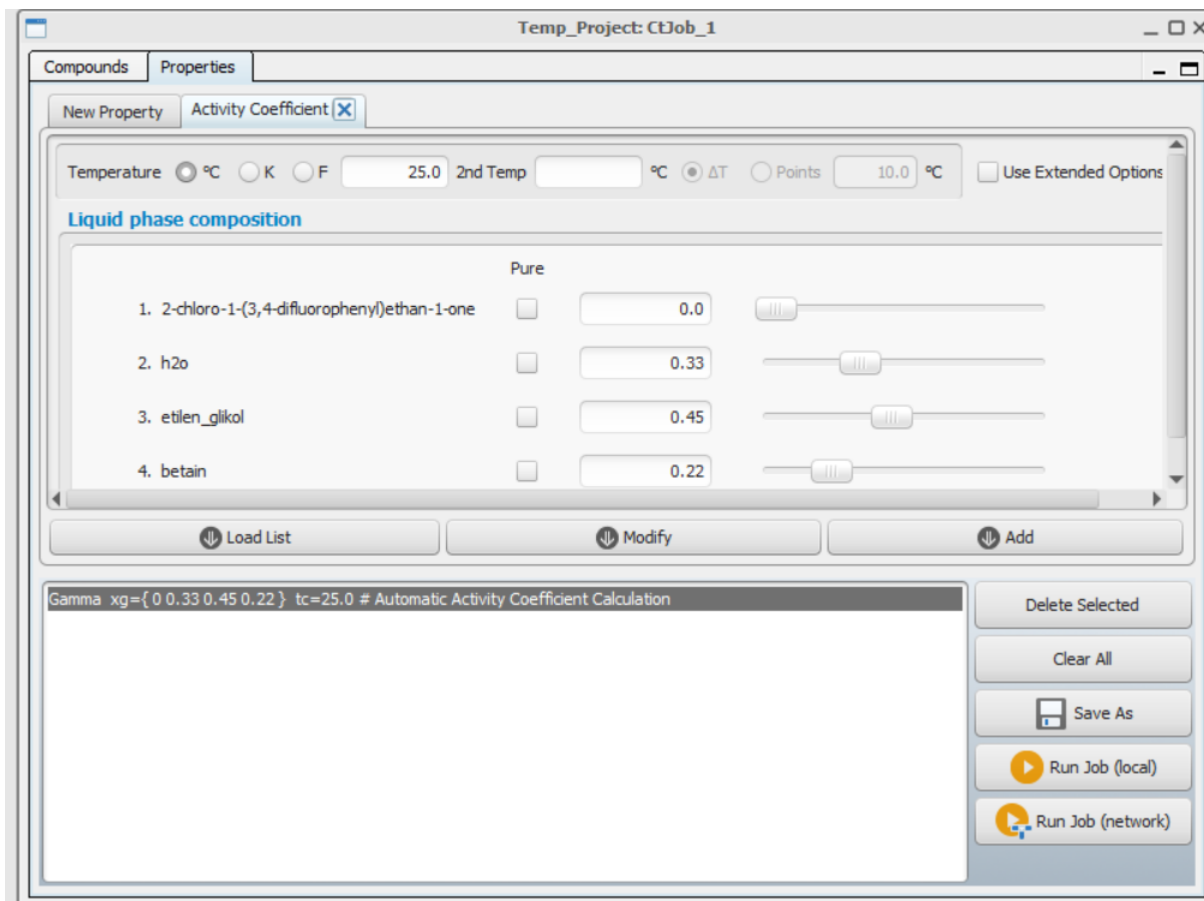 Temp_Project: CtJob_1
Compounds Properties
New Property Activity Coefficient
Temperature ºC K F 25.0 2nd Temp ºC ΔT Points 10.0 ºC Use Extended Options
Liquid phase composition
Pure
1. 2-chloro-1-(3,4-difluorophenyl)ethan-1-one 0.0
2. h2o 0.33
3. etilen_glikol 0.45
4. betain 0.22
Load List Modify Add
Gamma xg={ 0 0.33 0.45 0.22 } tc=25.0 # Automatic Activity Coefficient Calculation
Delete Selected
Clear All
Save As
Run Job (local)
Run Job (network)